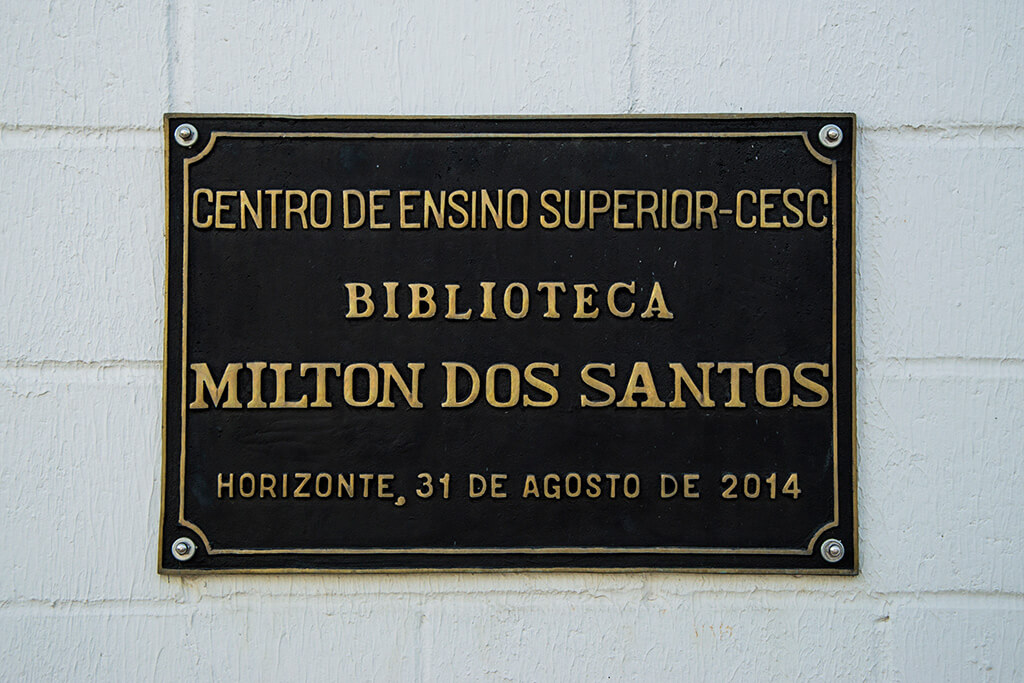 CENTRO DE ENSINO SUPERIOR-CESC
BIBLIOTECA
MILTON DOS SANTOS
HORIZONTE, 31 DE AGOSTO DE 2014